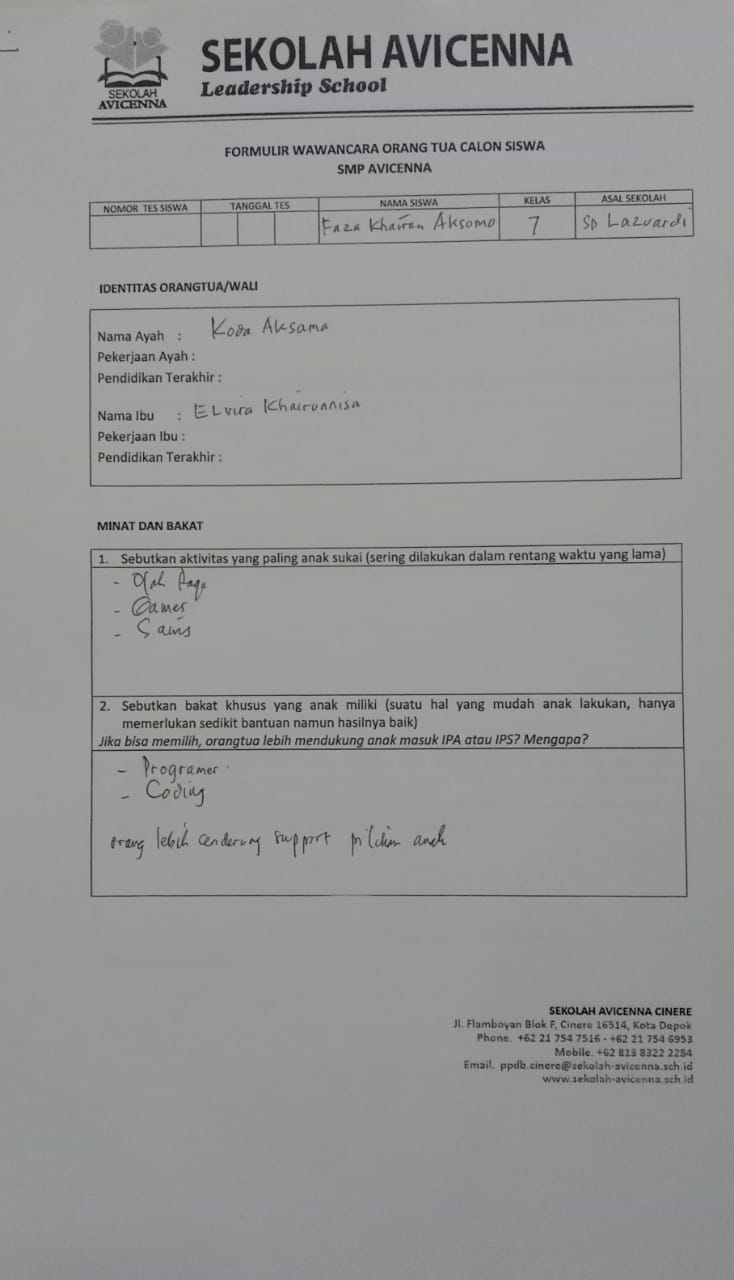 SEKOLAH AVICENNA
Leadership School
SEKOLAH
AVICENNA
FORMULIR WAWANCARA ORANG TUA CALON SISWA
SMP AVICENNA
NOMOR TES SISWA TANGGAL TES NAMA SISWA KELAS ASAL SEKOLAH
Faza Khairan Aksomo 7 SD Lazuardi
IDENTITAS ORANGTUA/WALI
Nama Ayah : Aksama
Pekerjaan Ayah :
Pendidikan Terakhir :
Nama Ibu : ELvira Khairunnisa
Pekerjaan Ibu :
Pendidikan Terakhir :
MINAT DAN BAKAT
1. Sebutkan aktivitas yang paling anak sukai (sering dilakukan dalam rentang waktu yang lama)
- Olah Raga
- Games
- Sains
2. Sebutkan bakat khusus yang anak miliki (suatu hal yang mudah anak lakukan, hanya
memerlukan sedikit bantuan namun hasilnya baik)
Jika bisa memilih, orangtua lebih mendukung anak masuk IPA atau IPS? Mengapa?
- Programer
- Coding
orang lebih cenderung support pilihan anak
SEKOLAH AVICENNA CINERE
Jl. Flamboyan Blok F, Cinere 16514, Kota Depok
Phone. +62 21 754 7516 - +62 21 754 6953
Mobile. +62 813 8322 2254
Email. ppdb.cinere@sekolah-avicenna.sch.id
www.sekolah-avicenna.sch.id